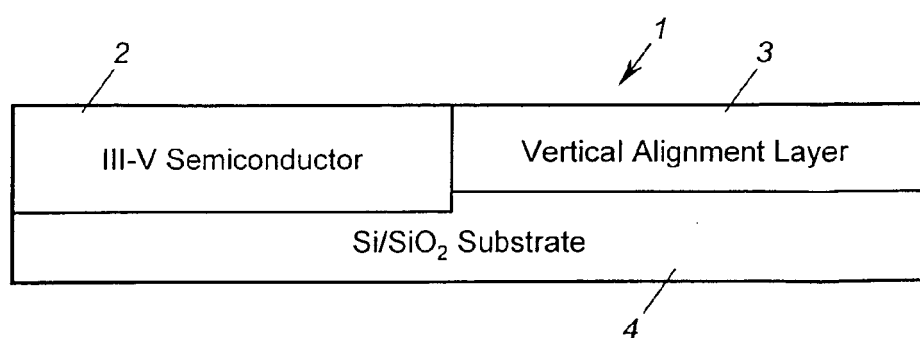 1
2
3
III-V Semiconductor
Vertical Alignment Layer
Si/SiO₂ Substrate
4